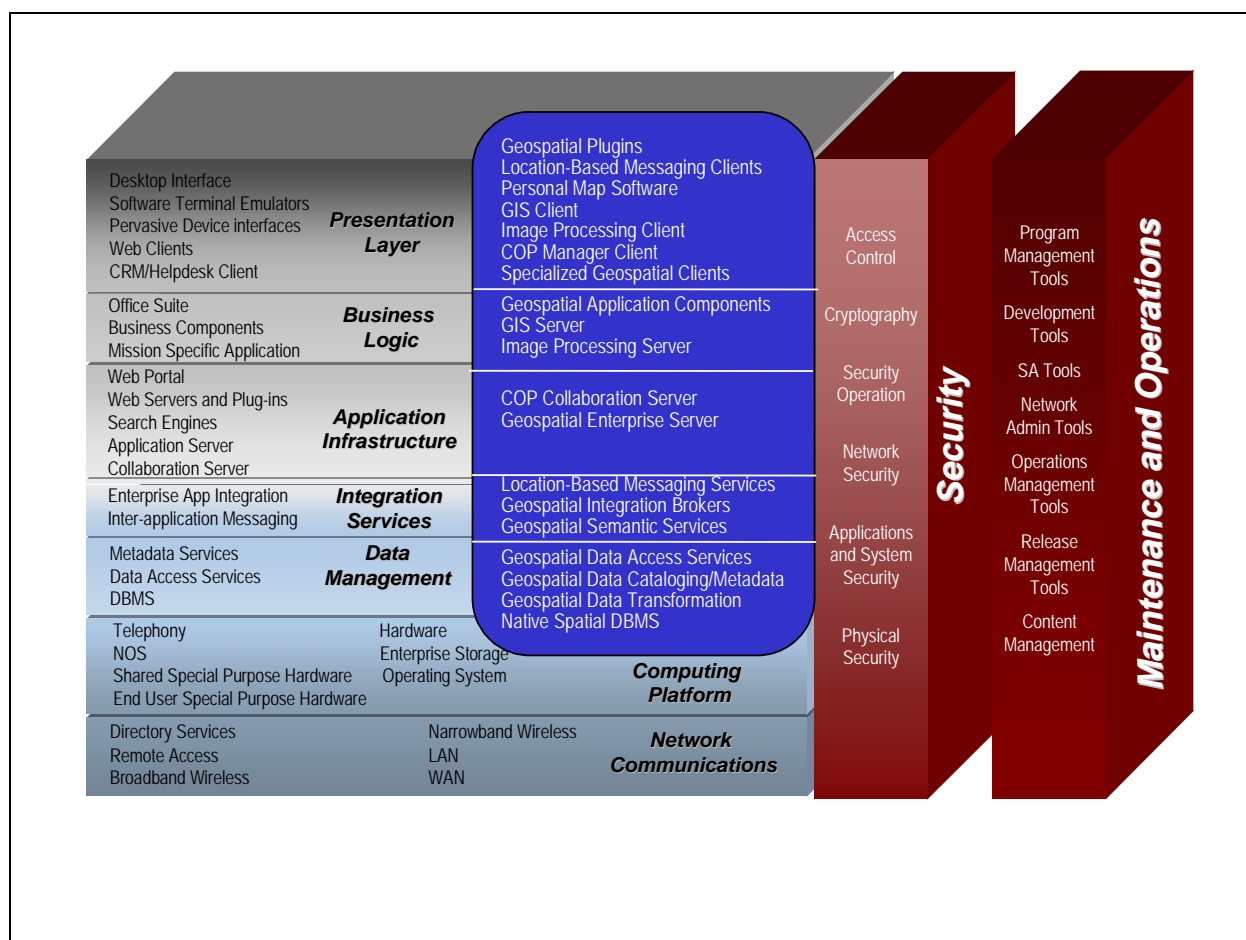 Desktop Interface
Software Terminal Emulators
Pervasive Device interfaces
Web Clients
CRM/Helpdesk Client
Presentation
Layer
Geospatial Plugins
Location-Based Messaging Clients
Personal Map Software
GIS Client
Image Processing Client
COP Manager Client
Specialized Geospatial Clients
Office Suite
Business Components
Mission Specific Application
Business
Logic
Geospatial Application Components
GIS Server
Image Processing Server
Web Portal
Web Servers and Plug-ins
Search Engines
Application Server
Collaboration Server
Application
Infrastructure
COP Collaboration Server
Geospatial Enterprise Server
Enterprise App Integration
Inter-application Messaging
Integration
Services
Location-Based Messaging Services
Geospatial Integration Brokers
Geospatial Semantic Services
Metadata Services
Data Access Services
DBMS
Data
Management
Geospatial Data Access Services
Geospatial Data Cataloging/Metadata
Geospatial Data Transformation
Native Spatial DBMS
Telephony
NOS
Shared Special Purpose Hardware
End User Special Purpose Hardware
Hardware
Enterprise Storage
Operating System
Computing
Platform
Directory Services
Remote Access
Broadband Wireless
Narrowband Wireless
LAN
WAN
Network
Communications
Access
Control
Cryptography
Security
Operation
Network
Security
Applications
and System
Security
Physical
Security
Security
Program
Management
Tools
Development
Tools
SA Tools
Network
Admin Tools
Operations
Management
Tools
Release
Management
Tools
Content
Management
Maintenance and Operations